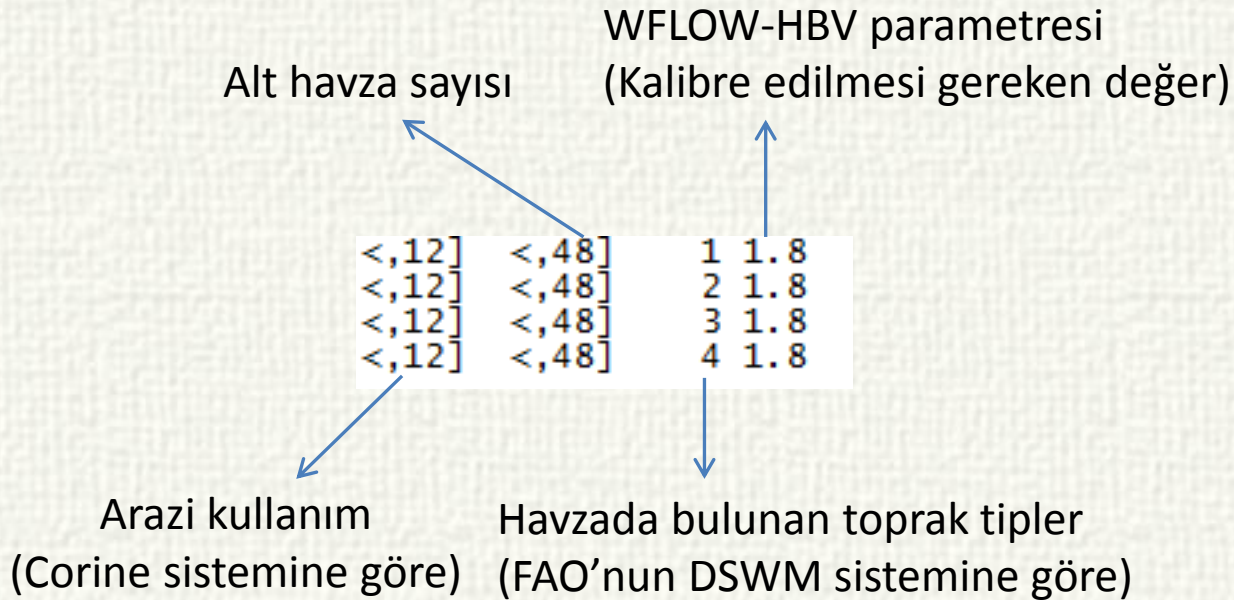 WFLOW-HBV parametresi
Alt havza sayısı
(Kalibre edilmesi gereken değer)
<,12] <,48] 1 1.8
<,12] <,48] 2 1.8
<,12] <,48] 3 1.8
<,12] <,48] 4 1.8
Arazi kullanım
(Corine sistemine göre)
Havzada bulunan toprak tipler
(FAO’nun DSWM sistemine göre)